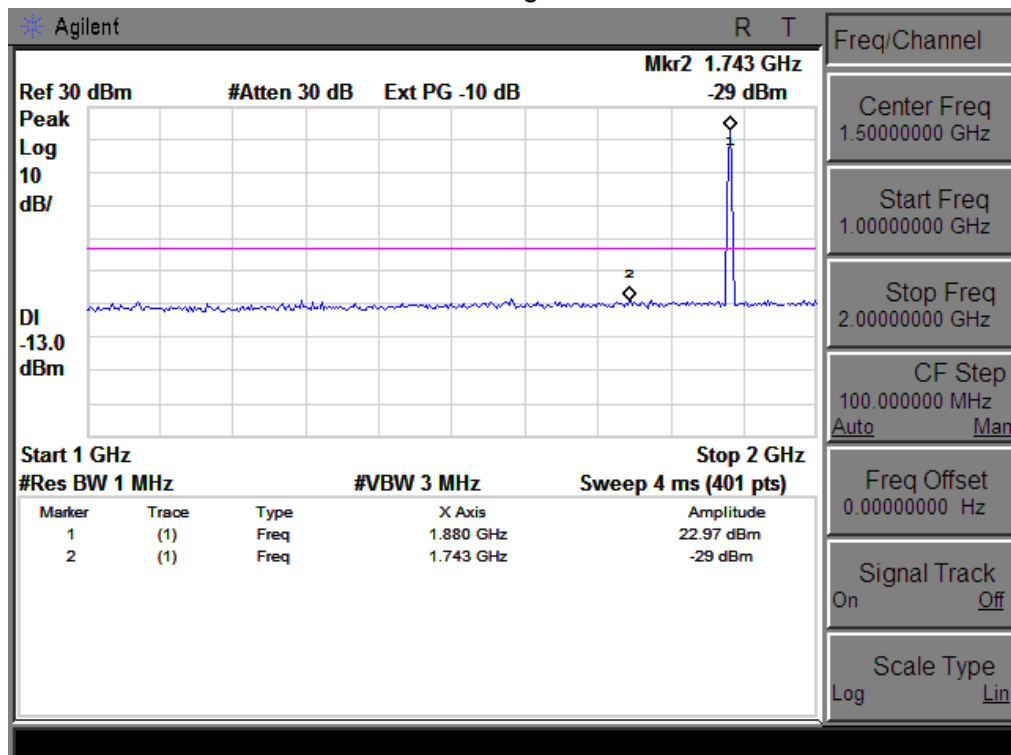 Agilent R T
Mkr2 1.743 GHz
Ref 30 dBm #Atten 30 dB Ext PG -10 dB -29 dBm
Peak
Log
10
dB/
1
2
DI
-13.0
dBm
Start 1 GHz Stop 2 GHz
#Res BW 1 MHz #VBW 3 MHz Sweep 4 ms (401 pts)
Marker Trace Type X Axis Amplitude
1 (1) Freq 1.880 GHz 22.97 dBm
2 (1) Freq 1.743 GHz -29 dBm
Freq/Channel
Center Freq
1.50000000 GHz
Start Freq
1.00000000 GHz
Stop Freq
2.00000000 GHz
CF Step
100.000000 MHz
Auto Man
Freq Offset
0.00000000 Hz
Signal Track
On Off
Scale Type
Log Lin